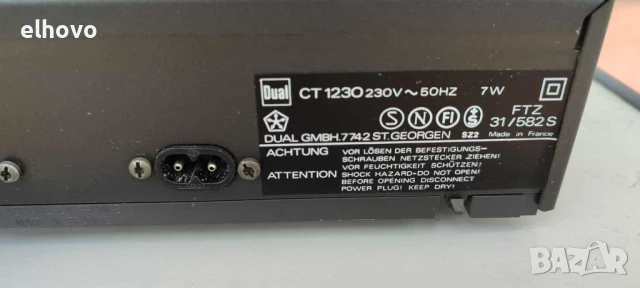 elhovo
Dual CT 1230 230V ~ 50HZ 7W
S N FI S
FTZ
31/582 S
DUAL GMBH.7742 ST.GEORGEN SZ2 Made in France
ACHTUNG VOR LÖSEN DER BEFESTIGUNGS-
SCHRAUBEN NETZSTECKER ZIEHEN!
VOR FEUCHTIGKEIT SCHÜTZEN!
ATTENTION SHOCK HAZARD-DO NOT OPEN!
BEFORE OPENING DISCONNECT
POWER PLUG! KEEP DRY!
BAZAR